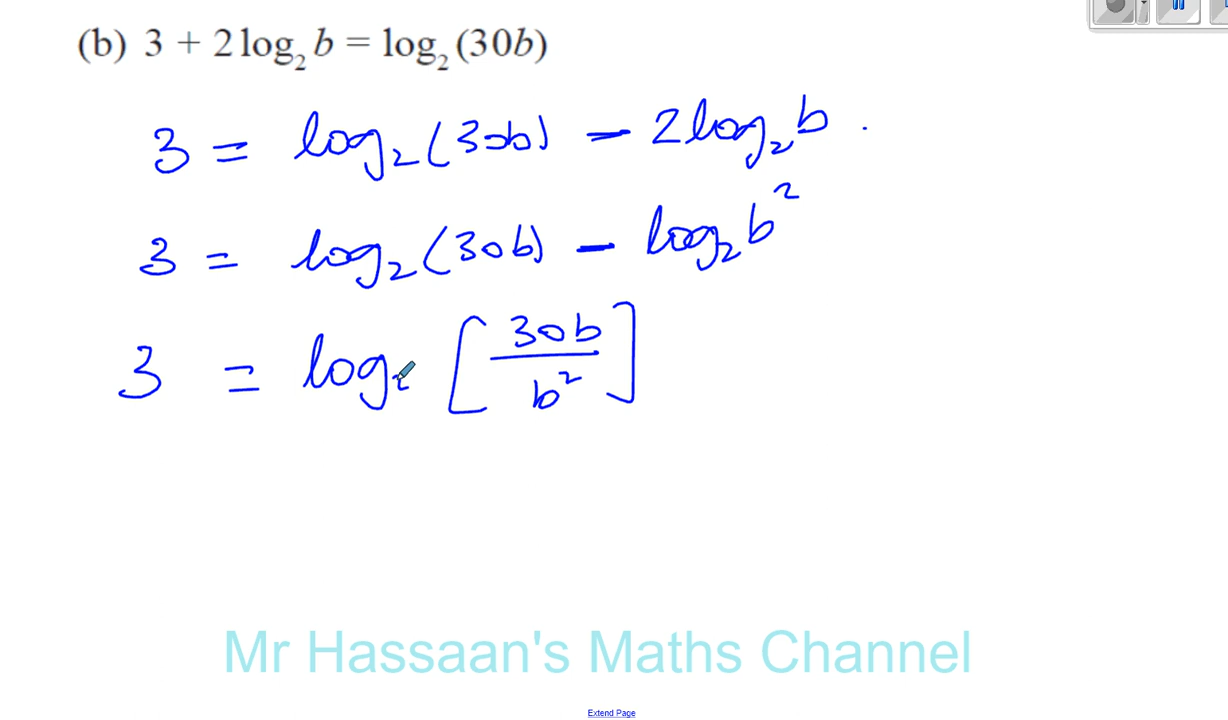 (b) 3 + 2 log₂ b = log₂ (30b)
3 = log₂(30b) − 2log₂b .
3 = log₂(30b) − log₂b²
3 = log₂ [30b / b²]
Mr Hassaan's Maths Channel
Extend Page